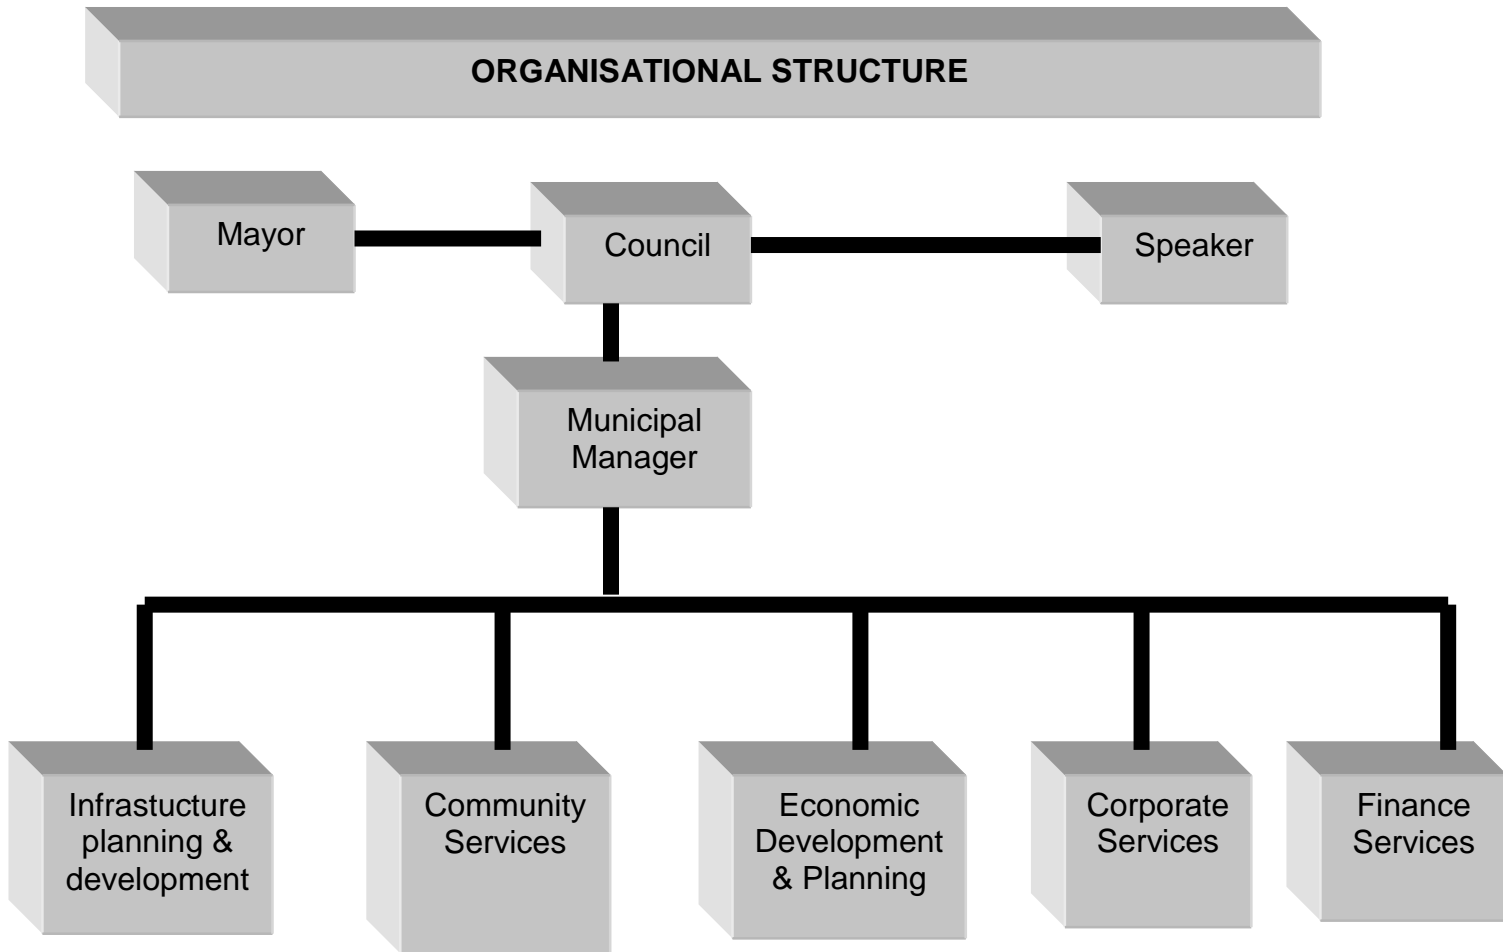 ORGANISATIONAL STRUCTURE
Mayor
Council
Speaker
Municipal
Manager
Infrastucture
planning &
development
Community
Services
Economic
Development
& Planning
Corporate
Services
Finance
Services